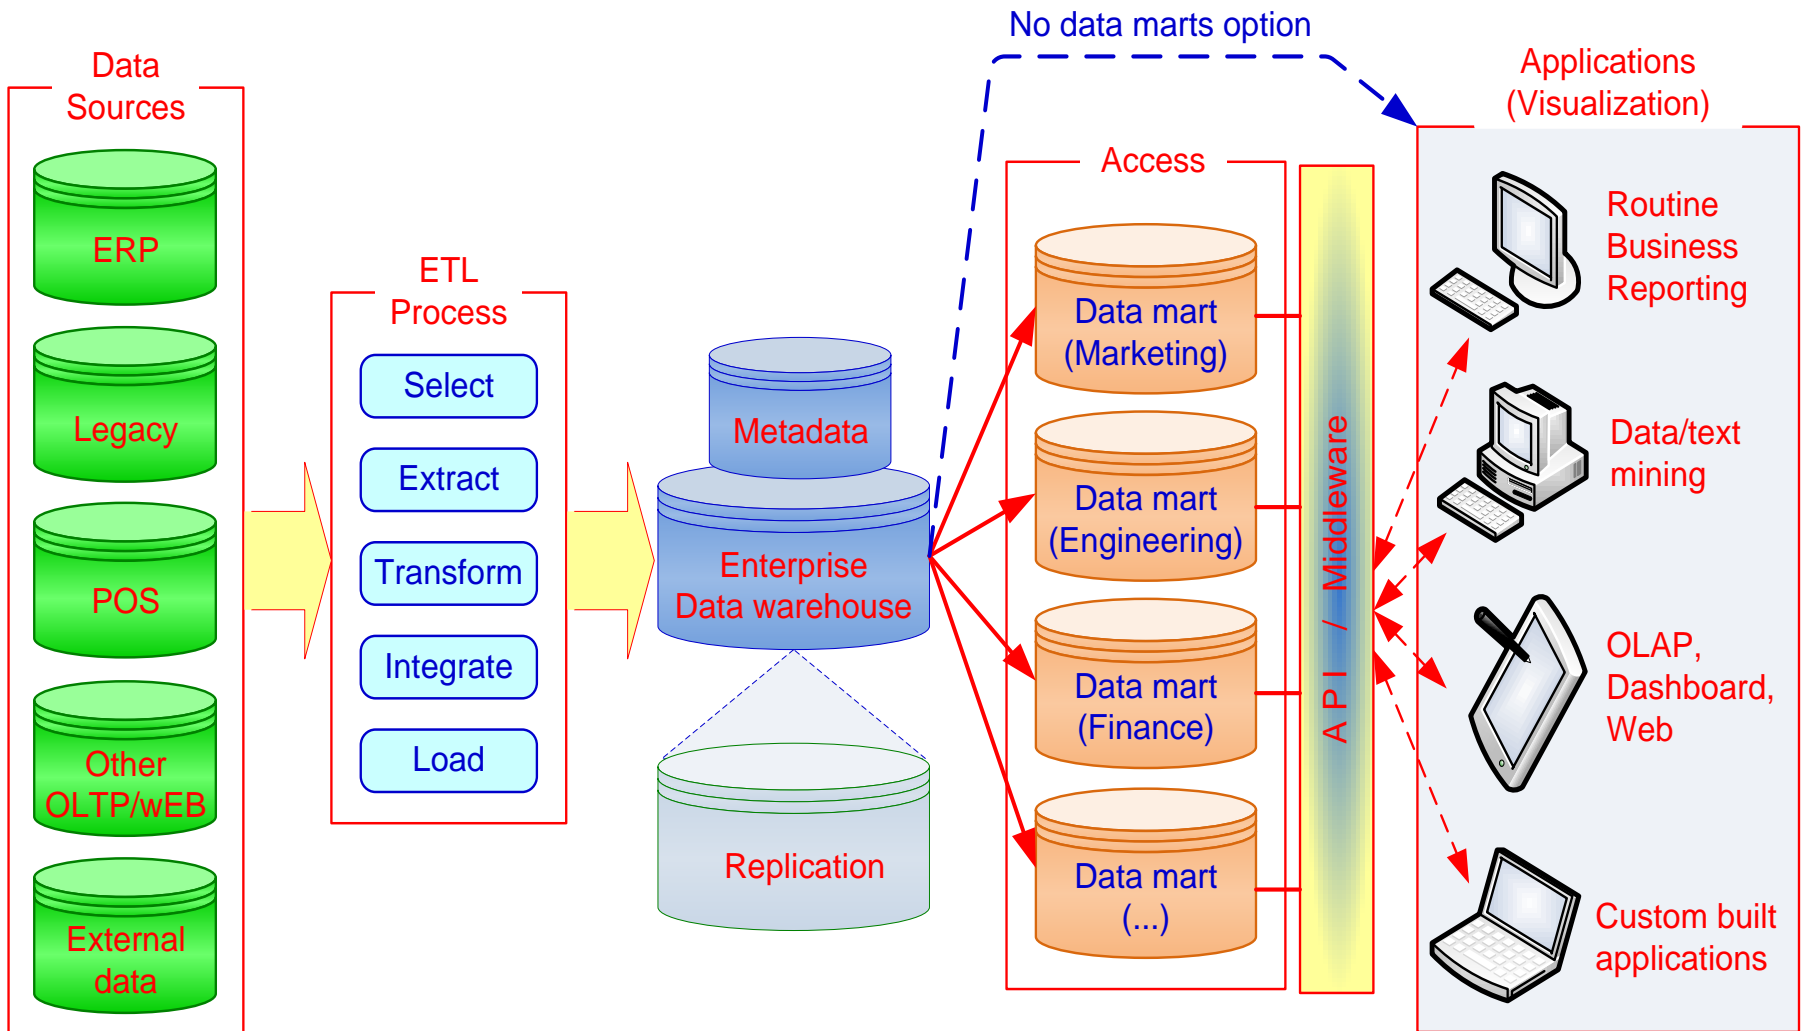 No data marts option
Data
Sources
ERP
Legacy
POS
Other
OLTP/wEB
External
data
ETL
Process
Select
Extract
Transform
Integrate
Load
Metadata
Enterprise
Data warehouse
Replication
Access
Data mart
(Marketing)
Data mart
(Engineering)
Data mart
(Finance)
Data mart
(...)
API / Middleware
Applications
(Visualization)
Routine
Business
Reporting
Data/text
mining
OLAP,
Dashboard,
Web
Custom built
applications